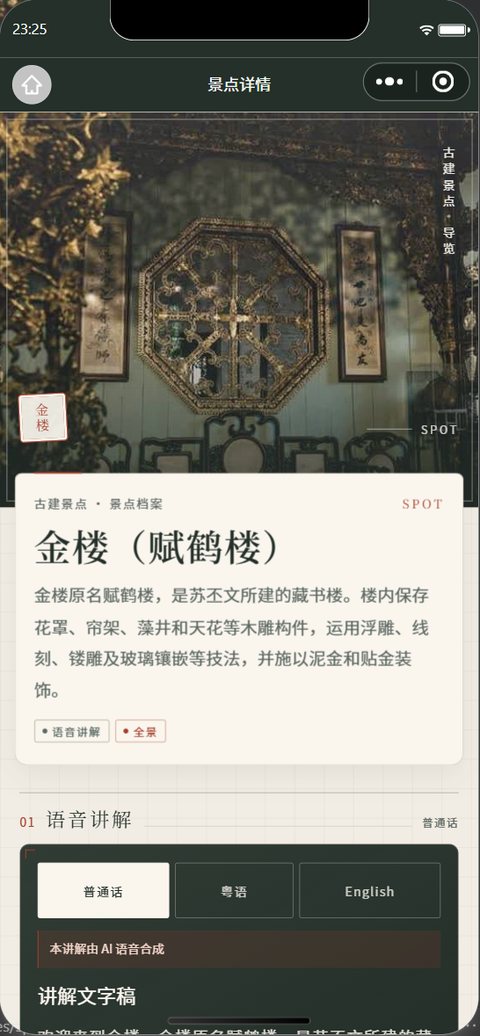 23:25
景点详情
古建景点·导览
金楼
SPOT
古建景点 · 景点档案
SPOT
金楼（赋鹤楼）
金楼原名赋鹤楼，是苏丕文所建的藏书楼。楼内保存
花罩、帘架、藻井和天花等木雕构件，运用浮雕、线
刻、镂雕及玻璃镶嵌等技法，并施以泥金和贴金装
饰。
语音讲解
全景
01 语音讲解
普通话
普通话
粤语
English
本讲解由 AI 语音合成
讲解文字稿